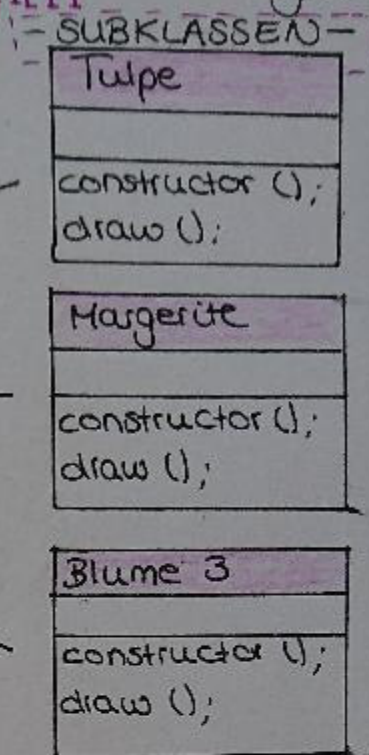 - SUBKLASSEN -
Tulpe
constructor ();
draw ();
Margerite
constructor ();
draw ();
Blume 3
constructor ();
draw ();